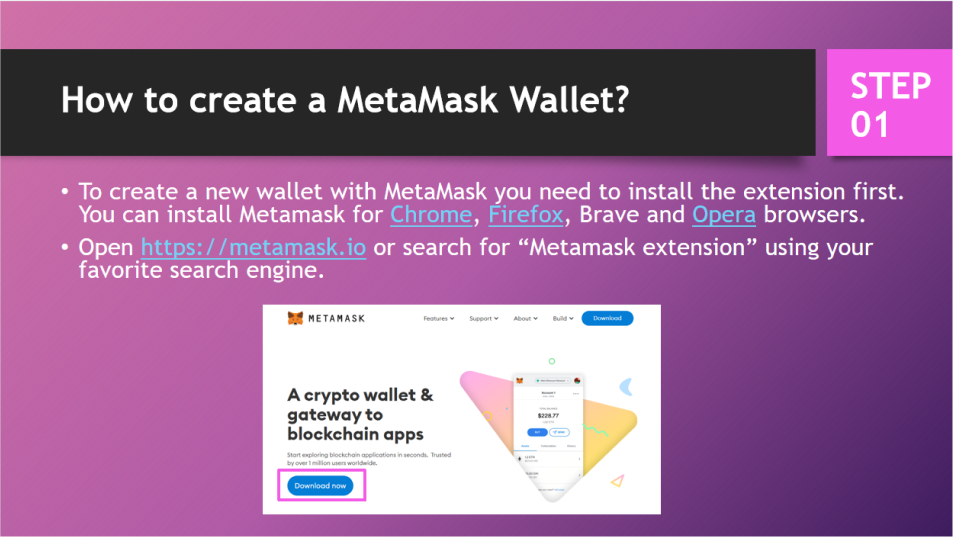 How to create a MetaMask Wallet?
STEP
01
• To create a new wallet with MetaMask you need to install the extension first.
You can install Metamask for Chrome, Firefox, Brave and Opera browsers.
• Open https://metamask.io or search for “Metamask extension” using your
favorite search engine.
METAMASK
Features
Support
About
Build
Download
A crypto wallet &
gateway to
blockchain apps
Start exploring blockchain applications in seconds. Trusted
by over 1 million users worldwide.
Download now
$228.77